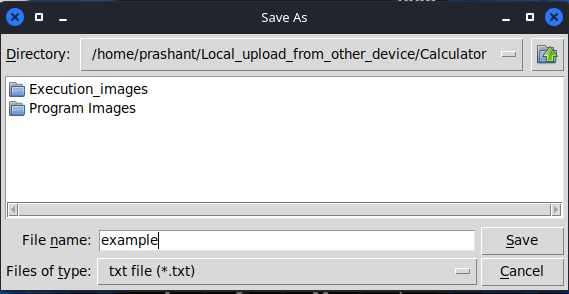 Save As
Directory: /home/prashant/Local_upload_from_other_device/Calculator
Execution_images
Program Images
File name: example Save
Files of type: txt file (*.txt) Cancel